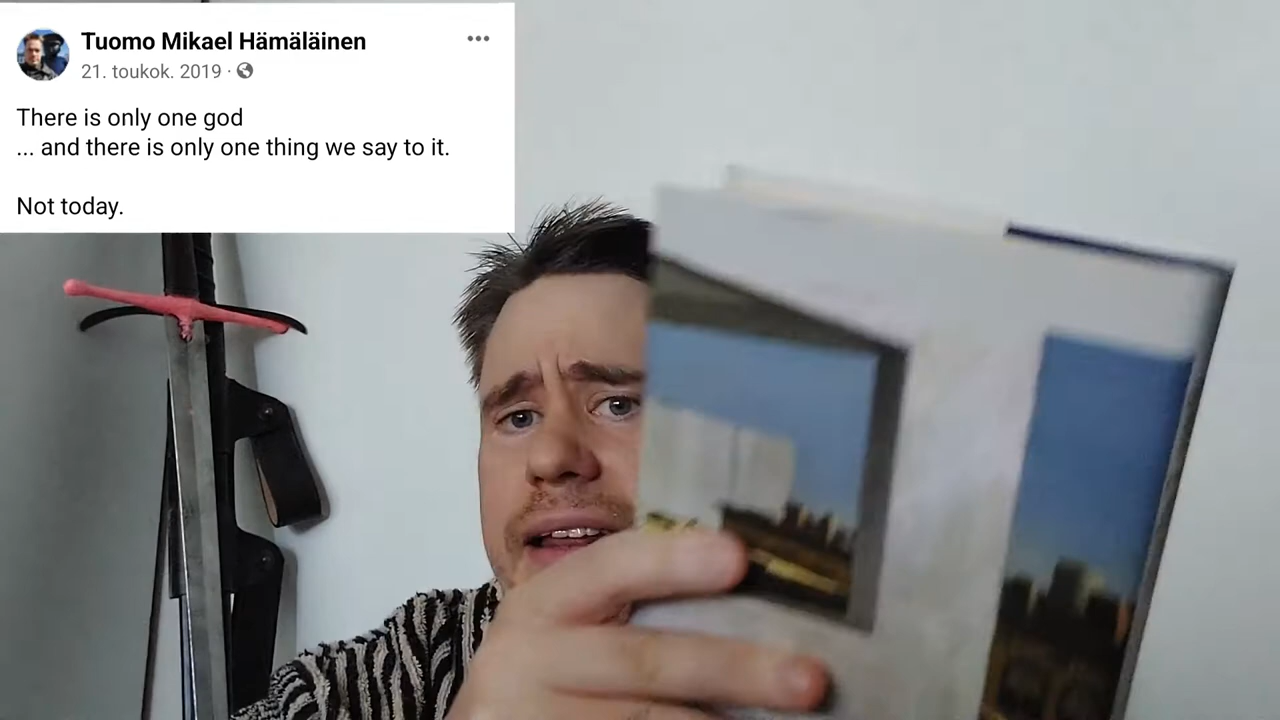 Tuomo Mikael Hämäläinen
21. toukok. 2019 ·
There is only one god
... and there is only one thing we say to it.
Not today.